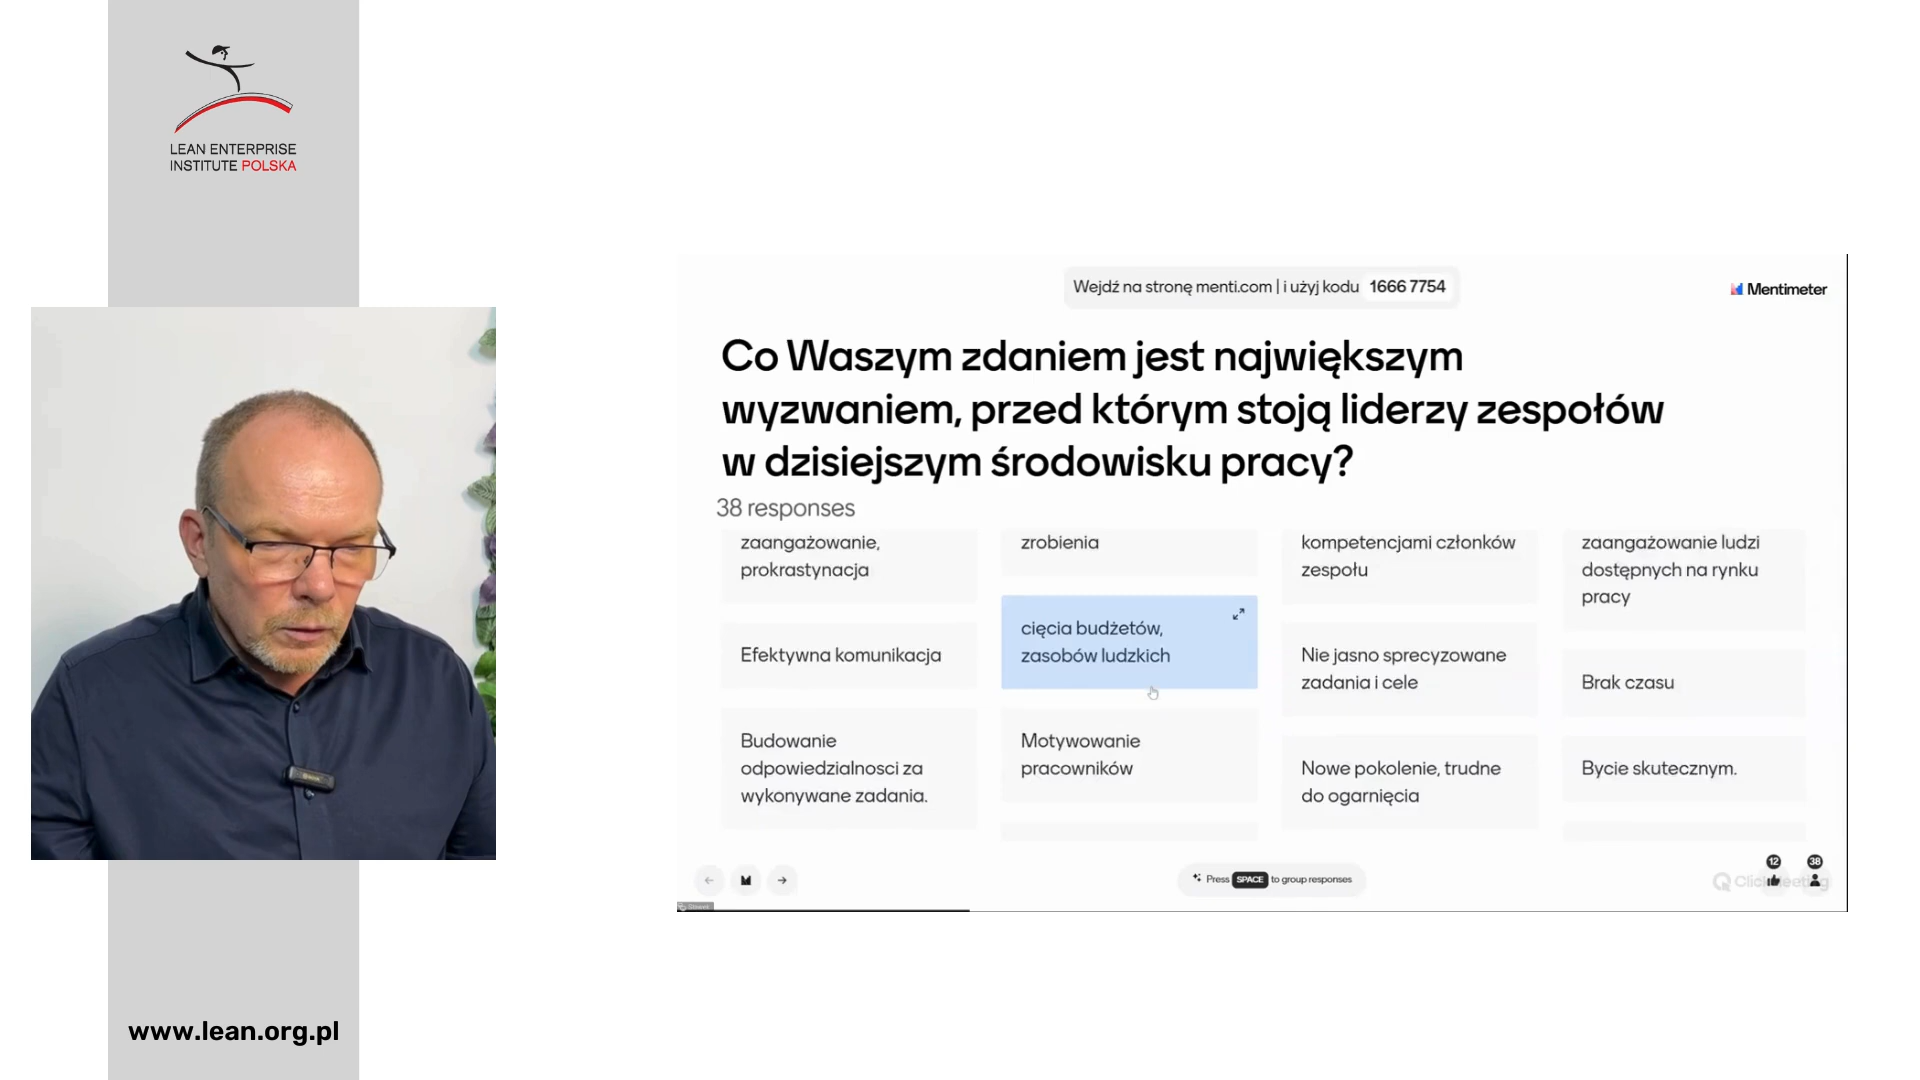 LEAN ENTERPRISE
INSTITUTE POLSKA
Wejdź na stronę menti.com | i użyj kodu 1666 7754
Mentimeter
Co Waszym zdaniem jest największym
wyzwaniem, przed którym stoją liderzy zespołów
w dzisiejszym środowisku pracy?
38 responses
zaangażowanie,
prokrastynacja
Efektywna komunikacja
Budowanie
odpowiedzialnosci za
wykonywane zadania.
zrobienia
cięcia budżetów,
zasobów ludzkich
Motywowanie
pracowników
kompetencjami członków
zespołu
Nie jasno sprecyzowane
zadania i cele
Nowe pokolenie, trudne
do ogarnięcia
zaangażowanie ludzi
dostępnych na rynku
pracy
Brak czasu
Bycie skutecznym.
Press SPACE to group responses
12
38
ClickMeeting
www.lean.org.pl